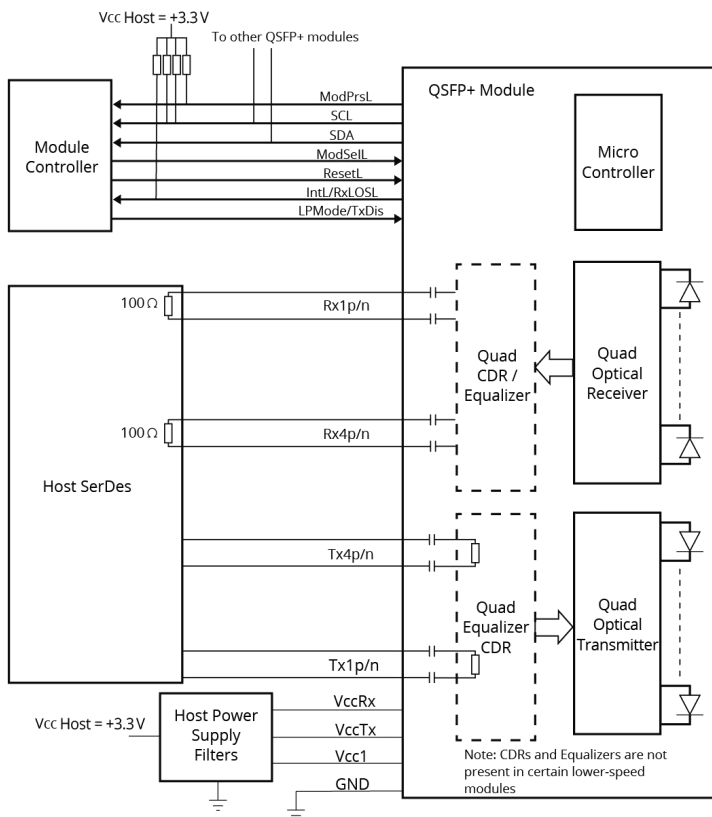 Vcc Host = +3.3 V
To other QSFP+ modules
Module
Controller
ModPrsL
SCL
SDA
ModSelL
ResetL
IntL/RxLOSL
LPMode/TxDis
QSFP+ Module
Micro
Controller
Host SerDes
100 Ω
Rx1p/n
100 Ω
Rx4p/n
Tx4p/n
Tx1p/n
Quad
CDR /
Equalizer
Quad
Optical
Receiver
Quad
Equalizer
CDR
Quad
Optical
Transmitter
Vcc Host = +3.3 V
Host Power
Supply
Filters
VccRx
VccTx
Vcc1
GND
Note: CDRs and Equalizers are not
present in certain lower-speed
modules